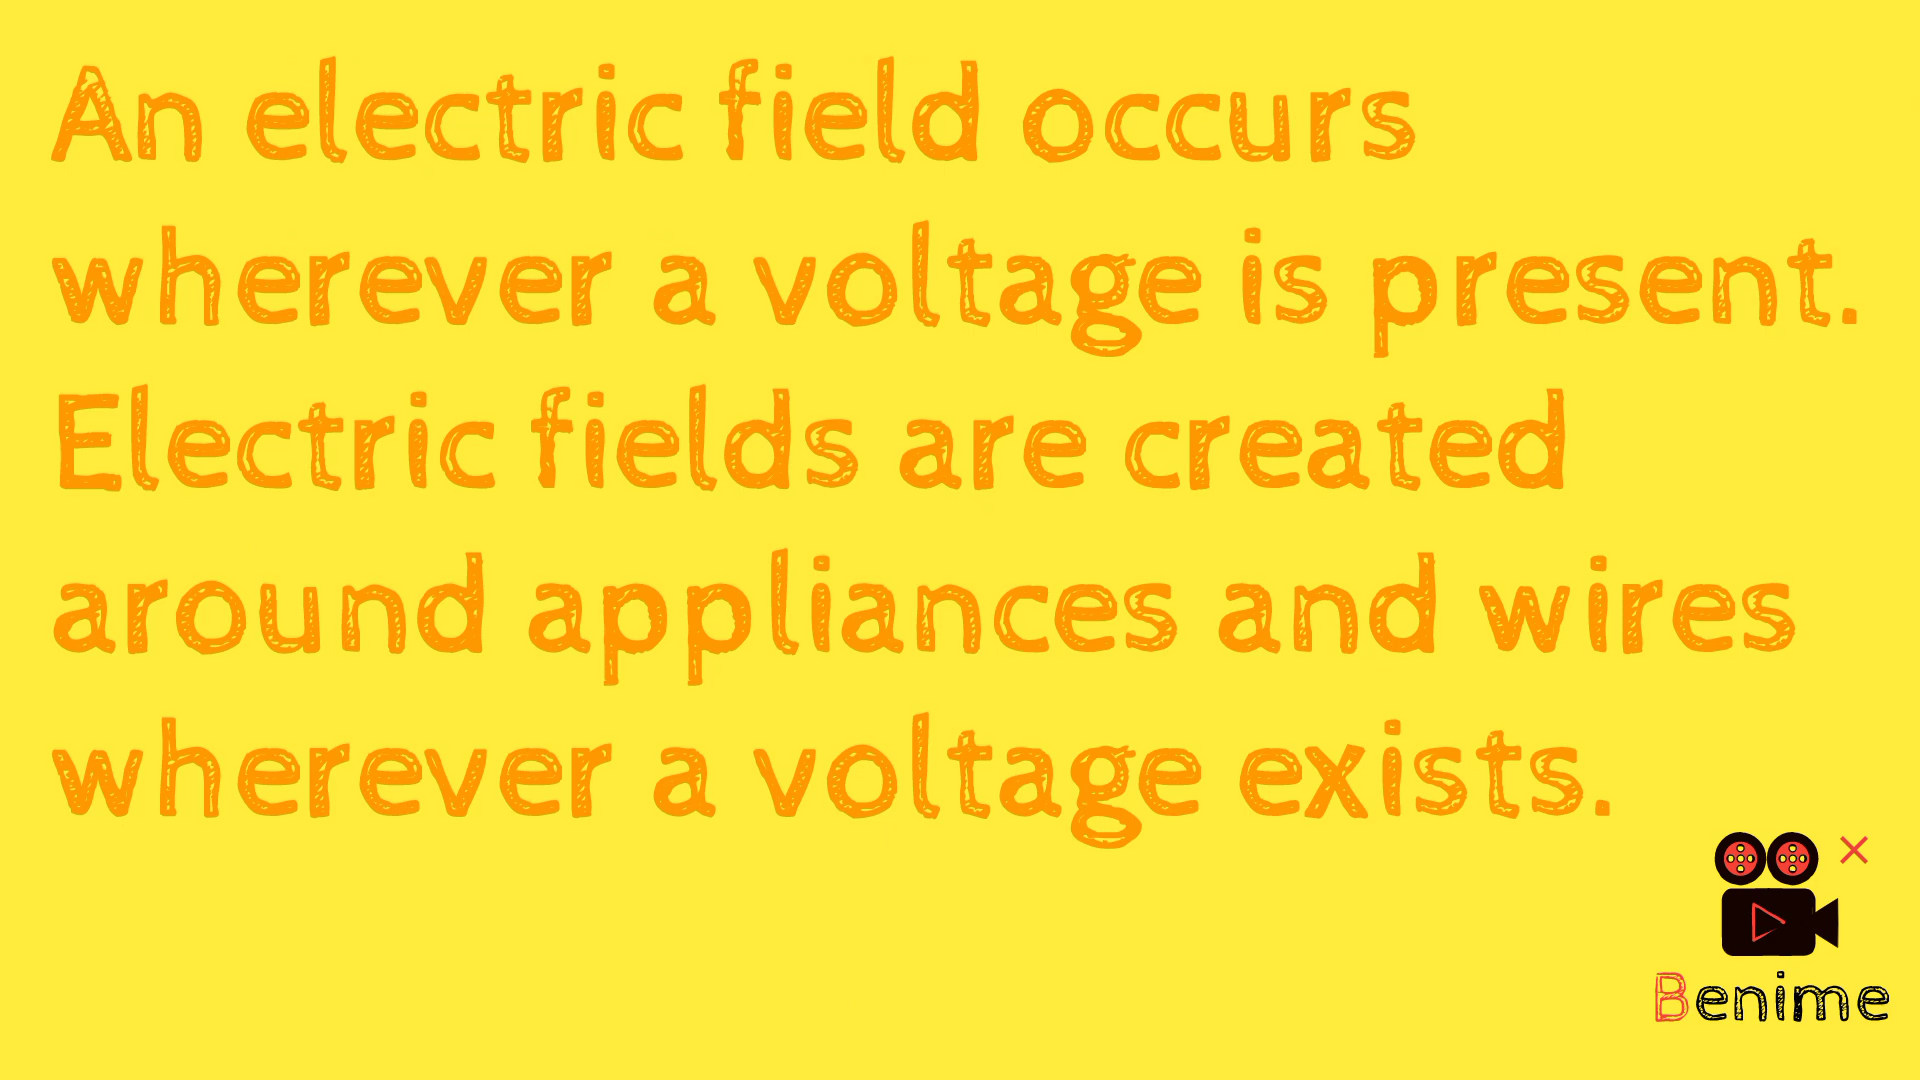 An electric field occurs
wherever a voltage is present.
Electric fields are created
around appliances and wires
wherever a voltage exists.
Benime